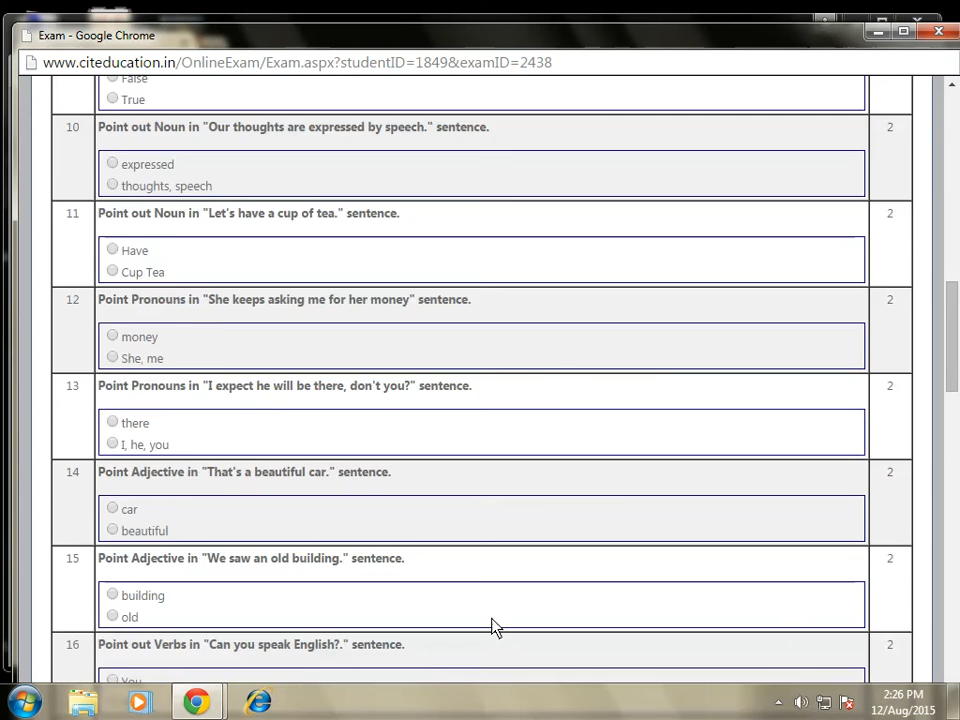 Exam - Google Chrome
www.citeducation.in/OnlineExam/Exam.aspx?studentID=1849&examID=2438
False
True
10 Point out Noun in "Our thoughts are expressed by speech." sentence. 2
expressed
thoughts, speech
11 Point out Noun in "Let's have a cup of tea." sentence. 2
Have
Cup Tea
12 Point Pronouns in "She keeps asking me for her money" sentence. 2
money
She, me
13 Point Pronouns in "I expect he will be there, don't you?" sentence. 2
there
I, he, you
14 Point Adjective in "That's a beautiful car." sentence. 2
car
beautiful
15 Point Adjective in "We saw an old building." sentence. 2
building
old
16 Point out Verbs in "Can you speak English?." sentence. 2
You
2:26 PM
12/Aug/2015